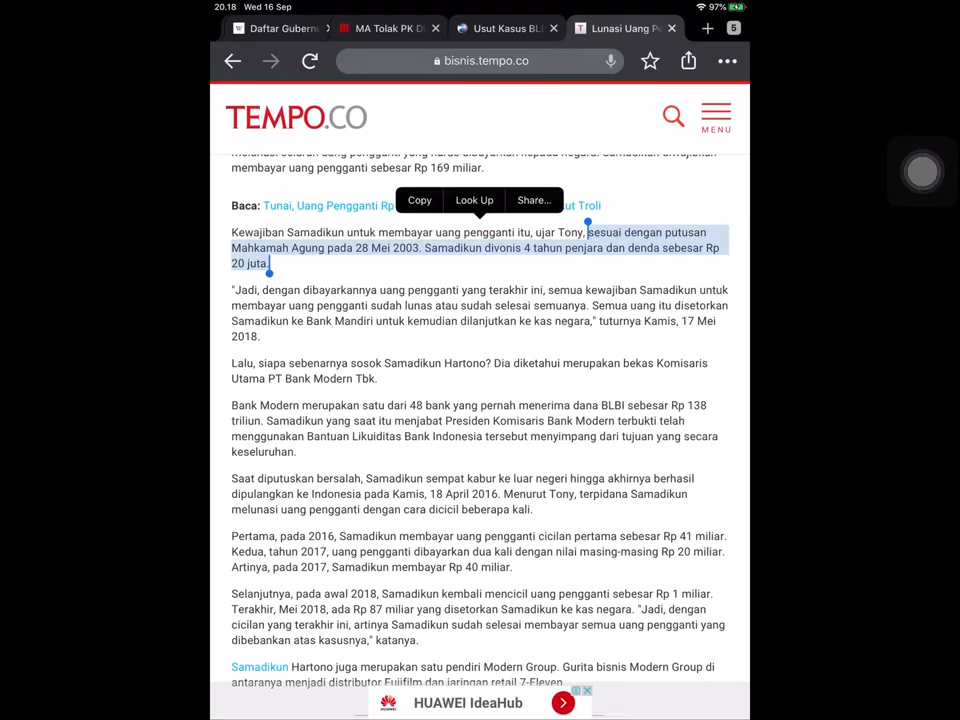 20.18 Wed 16 Sep
97%
Daftar Gubern
MA Tolak PK D
Usut Kasus BL
Lunasi Uang P
5
bisnis.tempo.co
TEMPO.CO
MENU
membayar uang pengganti sebesar Rp 169 miliar.
Copy Look Up Share...
Baca: Tunai, Uang Pengganti Rp ut Troli
Kewajiban Samadikun untuk membayar uang pengganti itu, ujar Tony, sesuai dengan putusan
Mahkamah Agung pada 28 Mei 2003. Samadikun divonis 4 tahun penjara dan denda sebesar Rp
20 juta.
"Jadi, dengan dibayarkannya uang pengganti yang terakhir ini, semua kewajiban Samadikun untuk
membayar uang pengganti sudah lunas atau sudah selesai semuanya. Semua uang itu disetorkan
Samadikun ke Bank Mandiri untuk kemudian dilanjutkan ke kas negara," tuturnya Kamis, 17 Mei
2018.
Lalu, siapa sebenarnya sosok Samadikun Hartono? Dia diketahui merupakan bekas Komisaris
Utama PT Bank Modern Tbk.
Bank Modern merupakan satu dari 48 bank yang pernah menerima dana BLBI sebesar Rp 138
triliun. Samadikun yang saat itu menjabat Presiden Komisaris Bank Modern terbukti telah
menggunakan Bantuan Likuiditas Bank Indonesia tersebut menyimpang dari tujuan yang secara
keseluruhan.
Saat diputuskan bersalah, Samadikun sempat kabur ke luar negeri hingga akhirnya berhasil
dipulangkan ke Indonesia pada Kamis, 18 April 2016. Menurut Tony, terpidana Samadikun
melunasi uang pengganti dengan cara dicicil beberapa kali.
Pertama, pada 2016, Samadikun membayar uang pengganti cicilan pertama sebesar Rp 41 miliar.
Kedua, tahun 2017, uang pengganti dibayarkan dua kali dengan nilai masing-masing Rp 20 miliar.
Artinya, pada 2017, Samadikun membayar Rp 40 miliar.
Selanjutnya, pada awal 2018, Samadikun kembali mencicil uang pengganti sebesar Rp 1 miliar.
Terakhir, Mei 2018, ada Rp 87 miliar yang disetorkan Samadikun ke kas negara. "Jadi, dengan
cicilan yang terakhir ini, artinya Samadikun sudah selesai membayar semua uang pengganti yang
dibebankan atas kasusnya," katanya.
Samadikun Hartono juga merupakan satu pendiri Modern Group. Gurita bisnis Modern Group di
antaranya menjadi distributor Fujifilm dan jaringan retail 7-Eleven.
HUAWEI IdeaHub